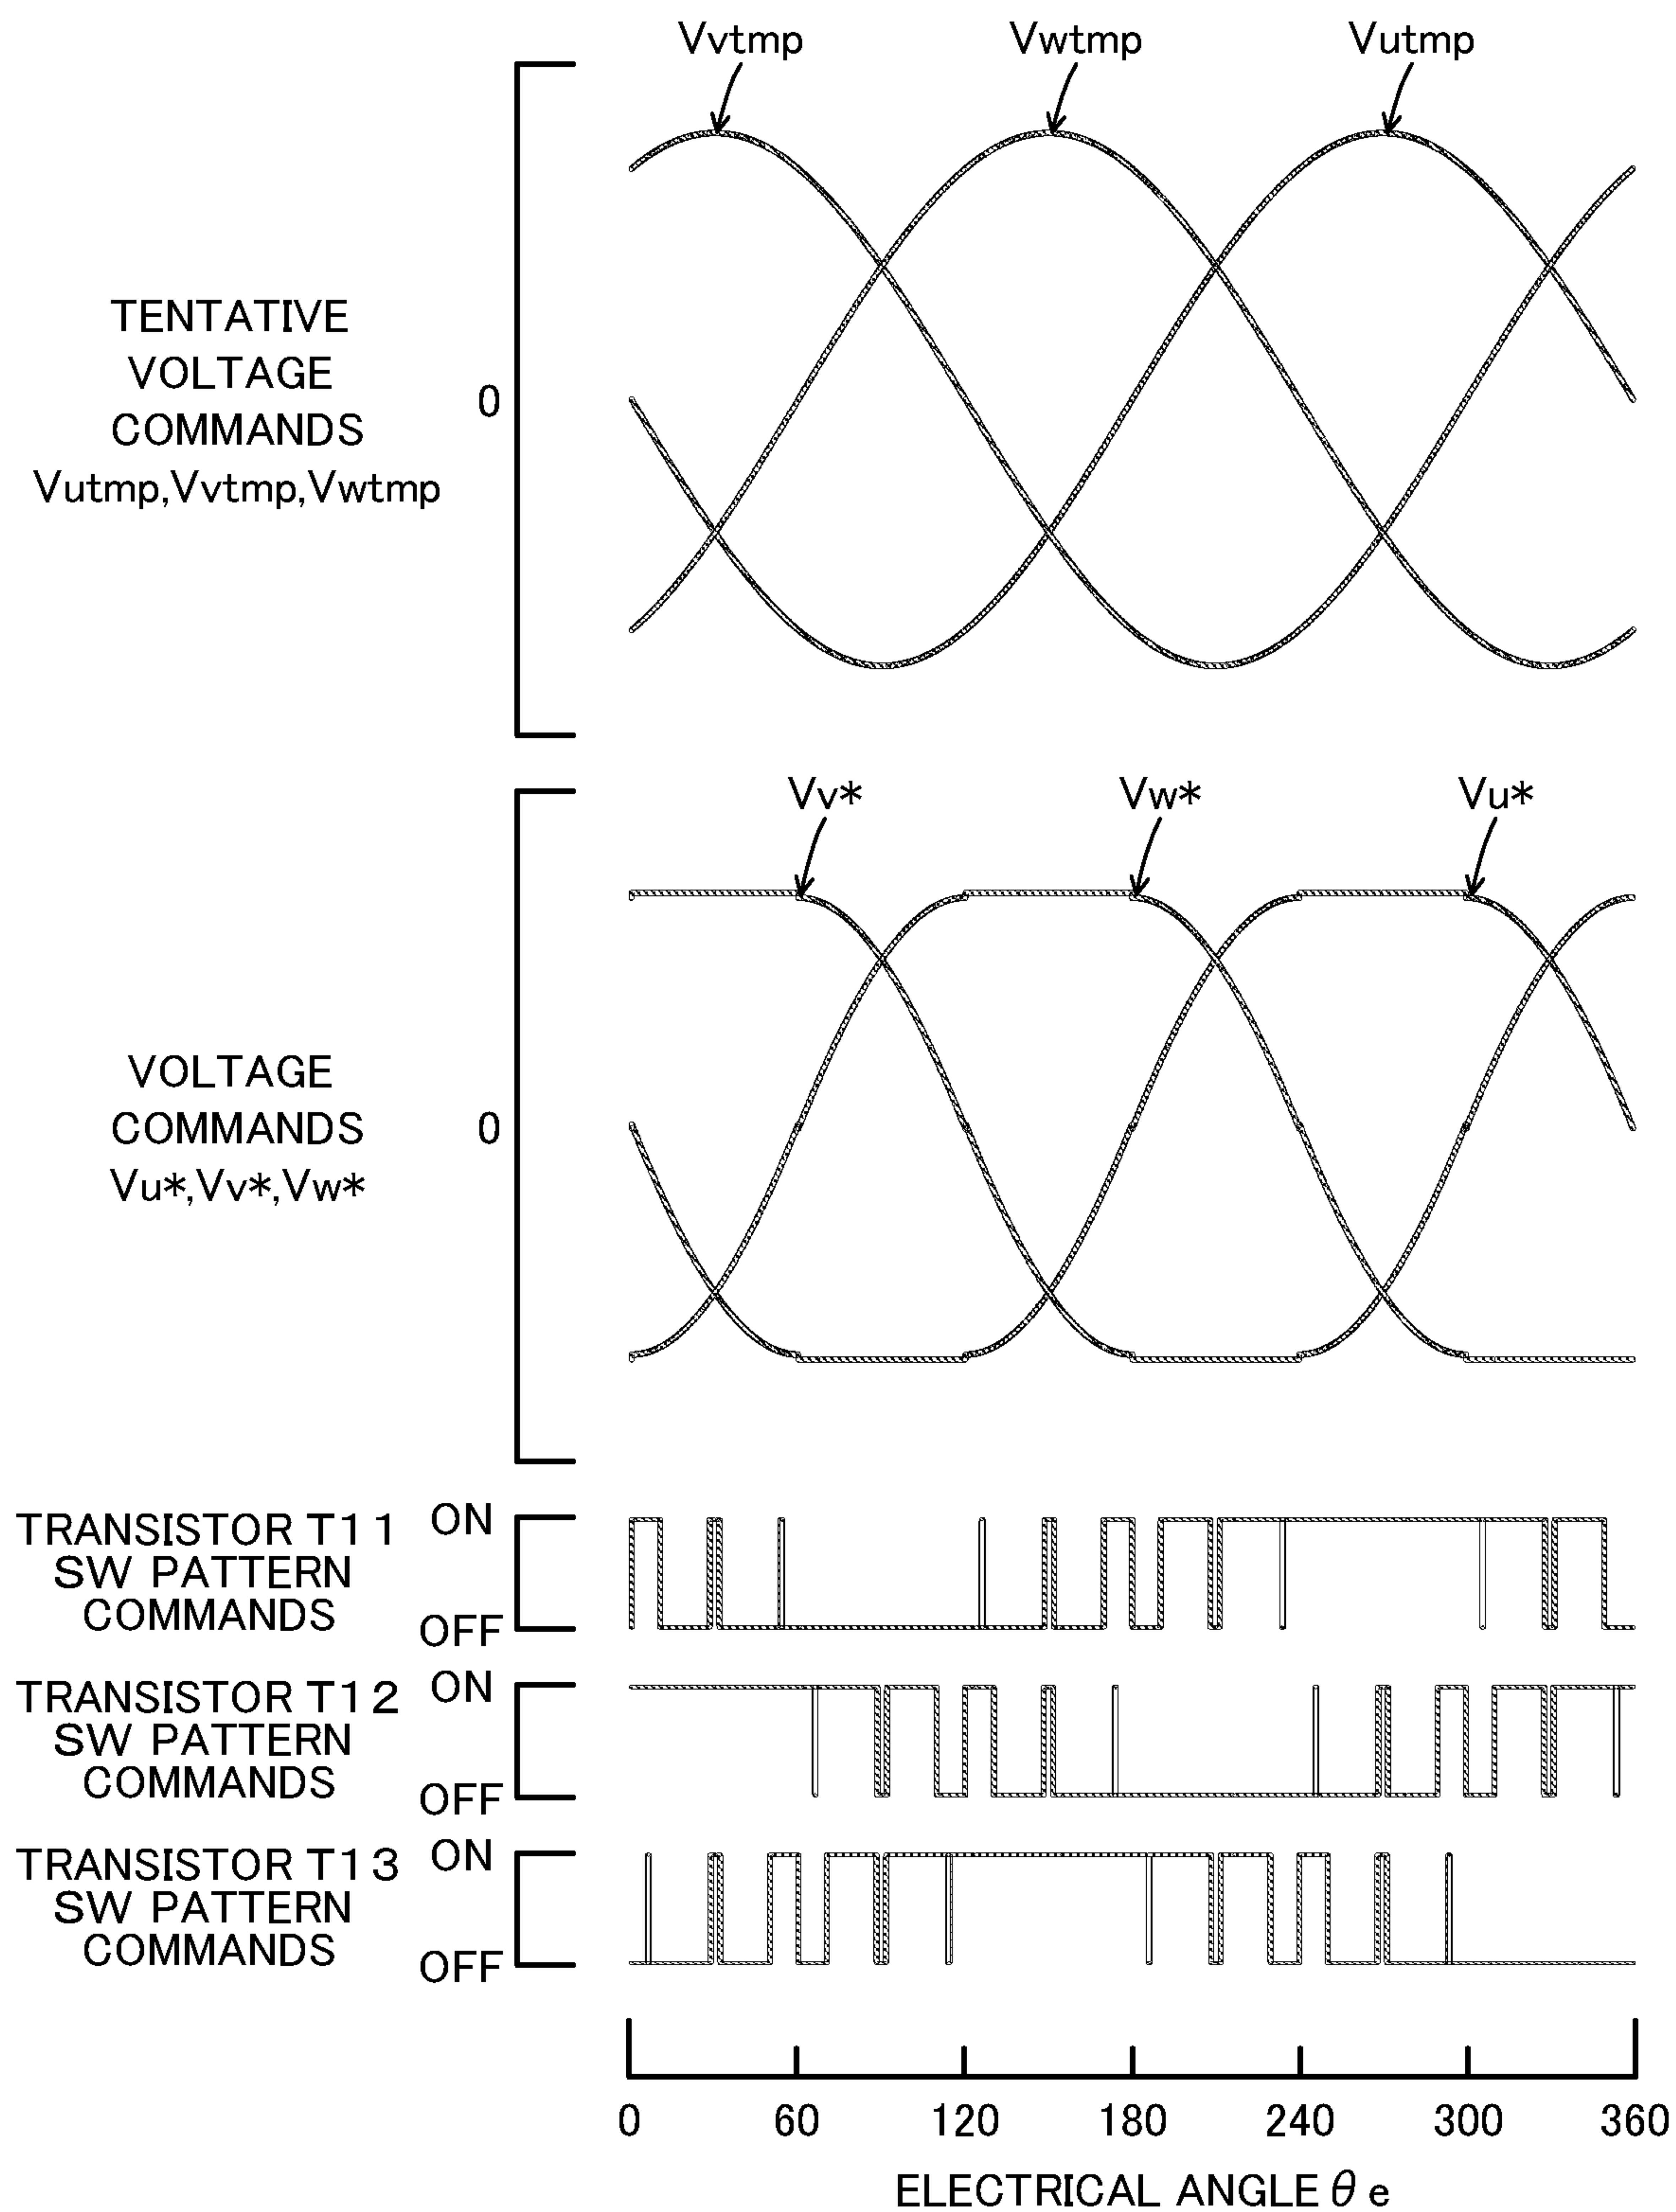 Vvtmp Vwtmp Vutmp
TENTATIVE
VOLTAGE
COMMANDS
Vutmp,Vvtmp,Vwtmp
0
Vv* Vw* Vu*
VOLTAGE
COMMANDS
Vu*,Vv*,Vw*
0
TRANSISTOR T11
SW PATTERN
COMMANDS
ON
OFF
TRANSISTOR T12
SW PATTERN
COMMANDS
ON
OFF
TRANSISTOR T13
SW PATTERN
COMMANDS
ON
OFF
0 60 120 180 240 300 360
ELECTRICAL ANGLE θ e